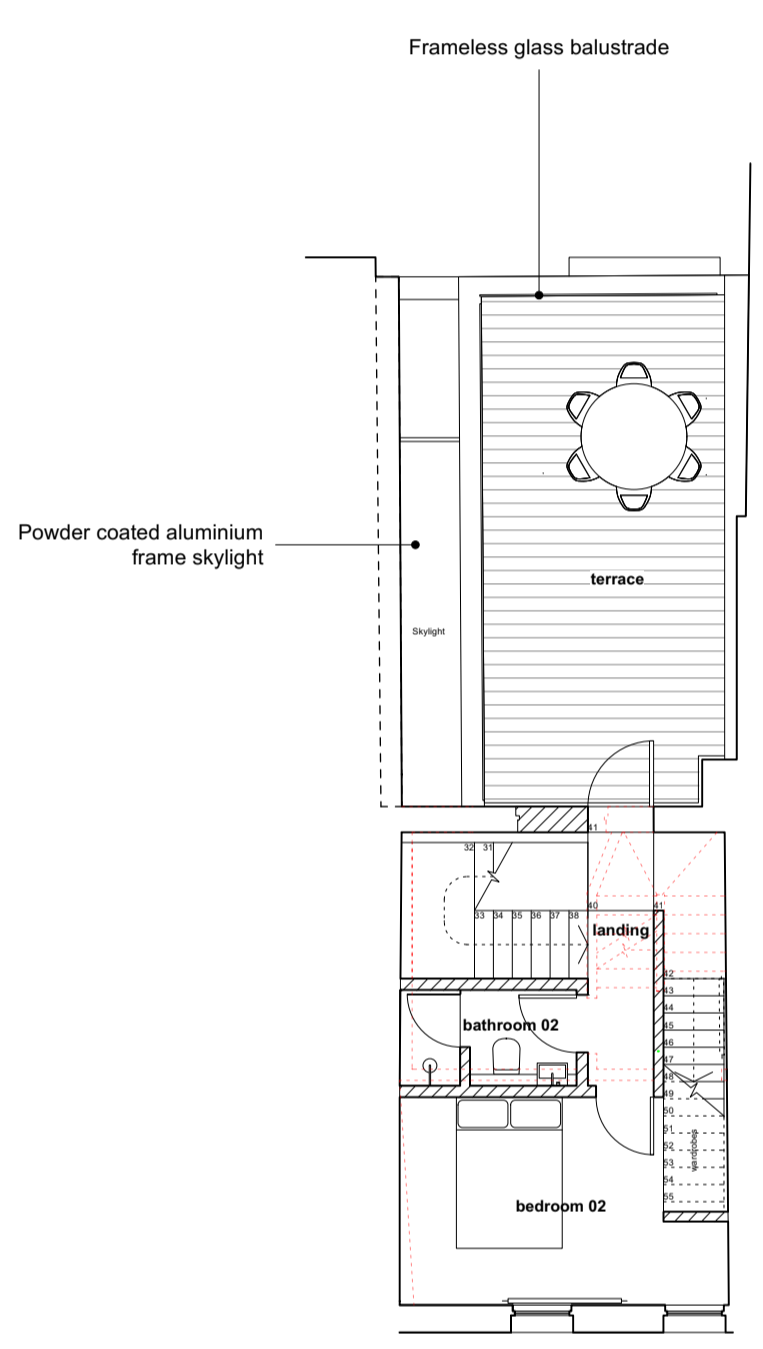 Frameless glass balustrade
Powder coated aluminium
frame skylight
terrace
Skylight
41
32 31
40 41
33 34 35 36 37 38
landing
42
43
44
45
46
47
48
49
50
51
52
53
54
55
bathroom 02
wardrobes
bedroom 02